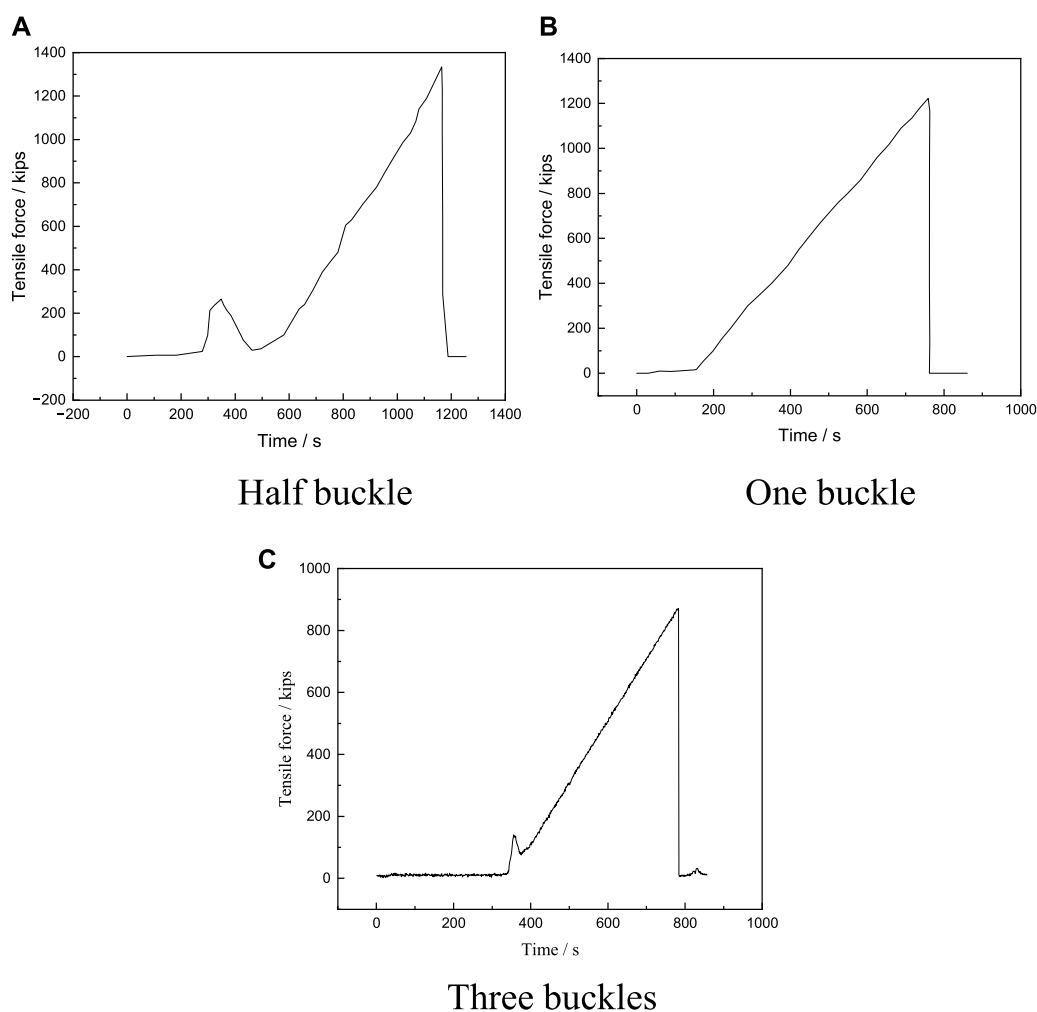 A
1400
1200
1000
800
600
400
200
0
−200
Tensile force / kips
−200 0 200 400 600 800 1000 1200 1400
Time / s
Half buckle
B
1400
1200
1000
800
600
400
200
0
Tensile force / kips
0 200 400 600 800 1000
Time / s
One buckle
C
1000
800
600
400
200
0
Tensile force / kips
0 200 400 600 800 1000
Time / s
Three buckles